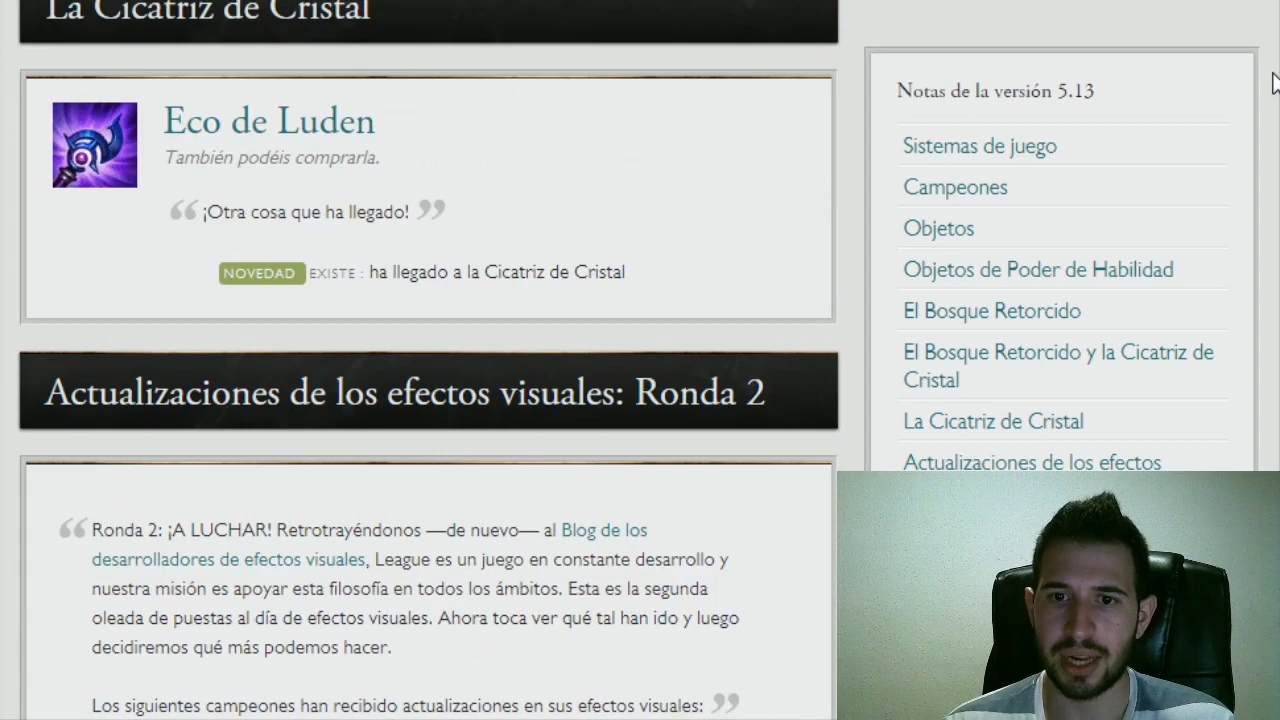 La Cicatriz de Cristal
Eco de Luden
También podéis comprarla.
“ ¡Otra cosa que ha llegado! ”
NOVEDAD EXISTE : ha llegado a la Cicatriz de Cristal
Actualizaciones de los efectos visuales: Ronda 2
“ Ronda 2: ¡A LUCHAR! Retrotrayéndonos —de nuevo— al Blog de los
desarrolladores de efectos visuales, League es un juego en constante desarrollo y
nuestra misión es apoyar esta filosofía en todos los ámbitos. Esta es la segunda
oleada de puestas al día de efectos visuales. Ahora toca ver qué tal han ido y luego
decidiremos qué más podemos hacer.
Los siguientes campeones han recibido actualizaciones en sus efectos visuales: ”
Notas de la versión 5.13
Sistemas de juego
Campeones
Objetos
Objetos de Poder de Habilidad
El Bosque Retorcido
El Bosque Retorcido y la Cicatriz de
Cristal
La Cicatriz de Cristal
Actualizaciones de los efectos